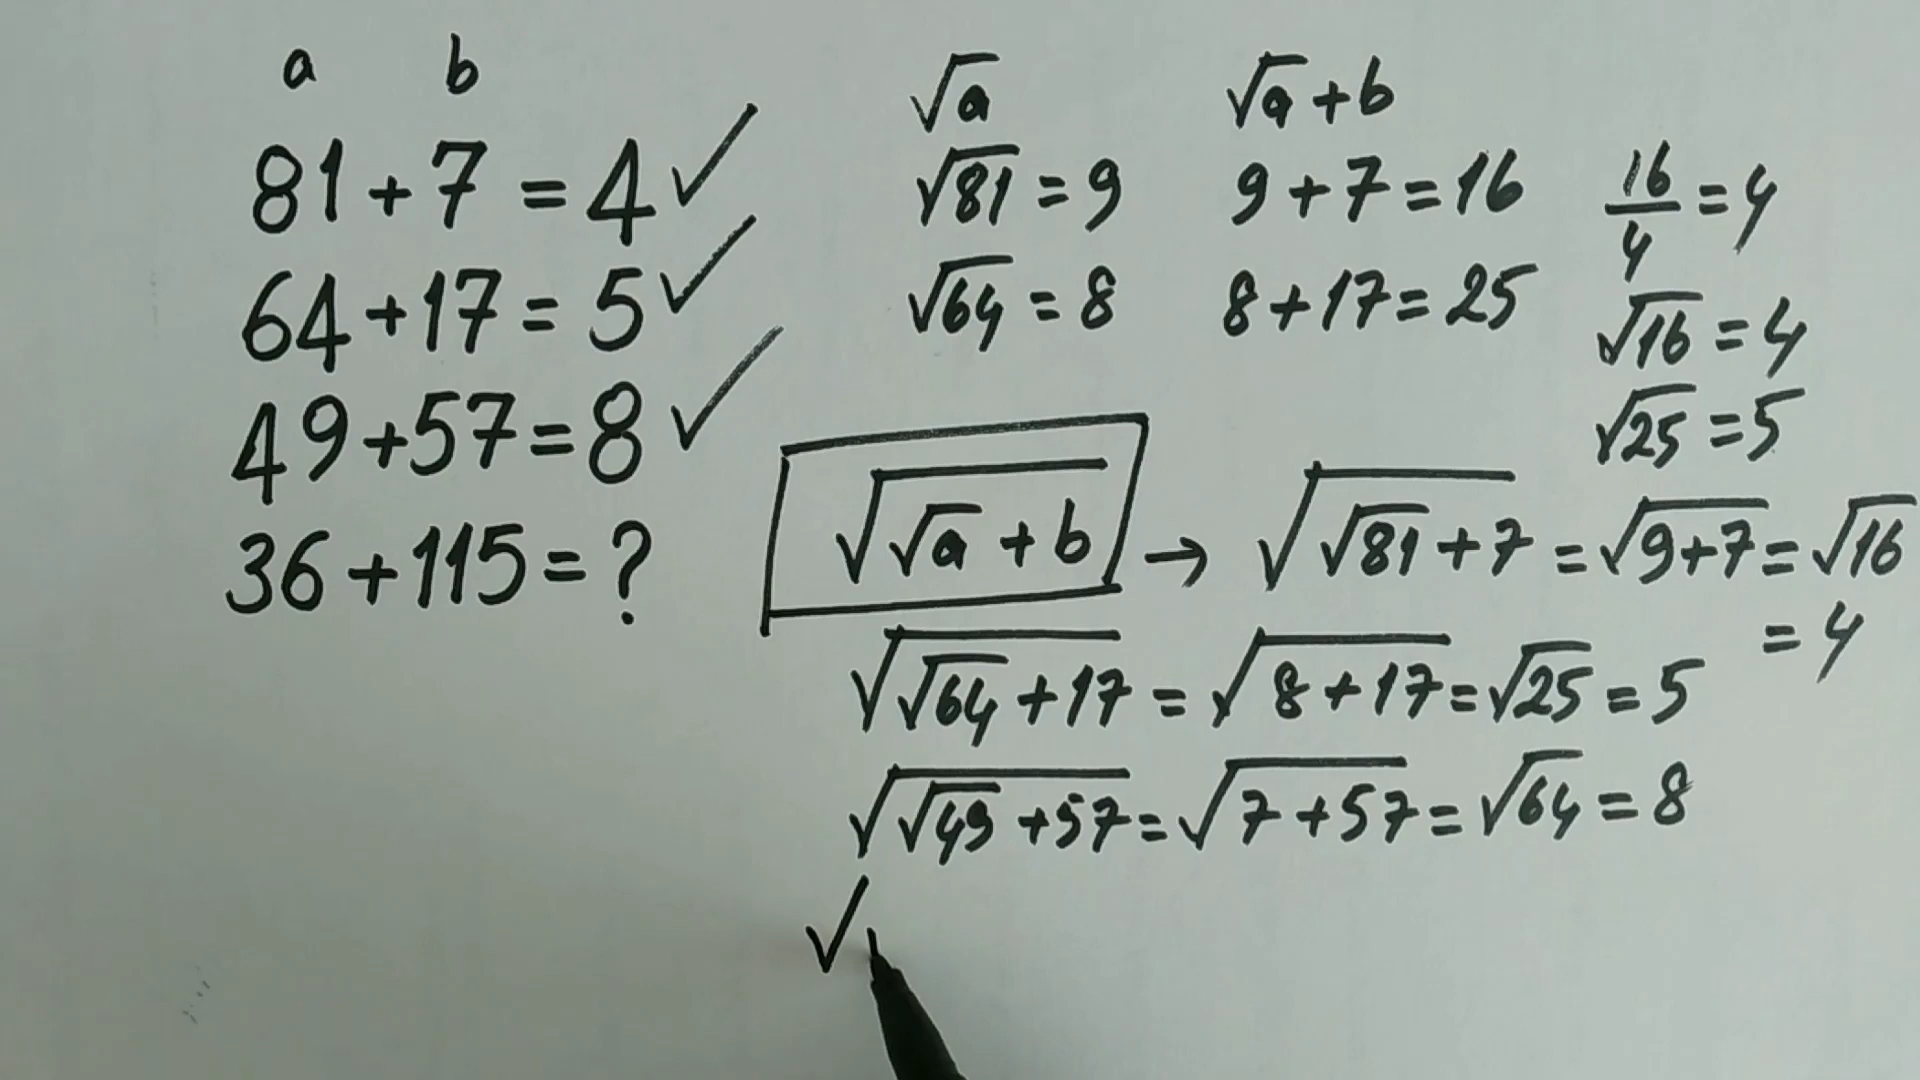 a b
81 + 7 = 4 ✓
64 + 17 = 5 ✓
49 + 57 = 8 ✓
36 + 115 = ?
√a
√81 = 9
√64 = 8
√a + b
9 + 7 = 16
8 + 17 = 25
16/4 = 4
√16 = 4
√25 = 5
√(√a + b) → √(√81 + 7) = √(9+7) = √16
= 4
√(√64 + 17) = √(8 + 17) = √25 = 5
√(√49 + 57) = √(7 + 57) = √64 = 8
√